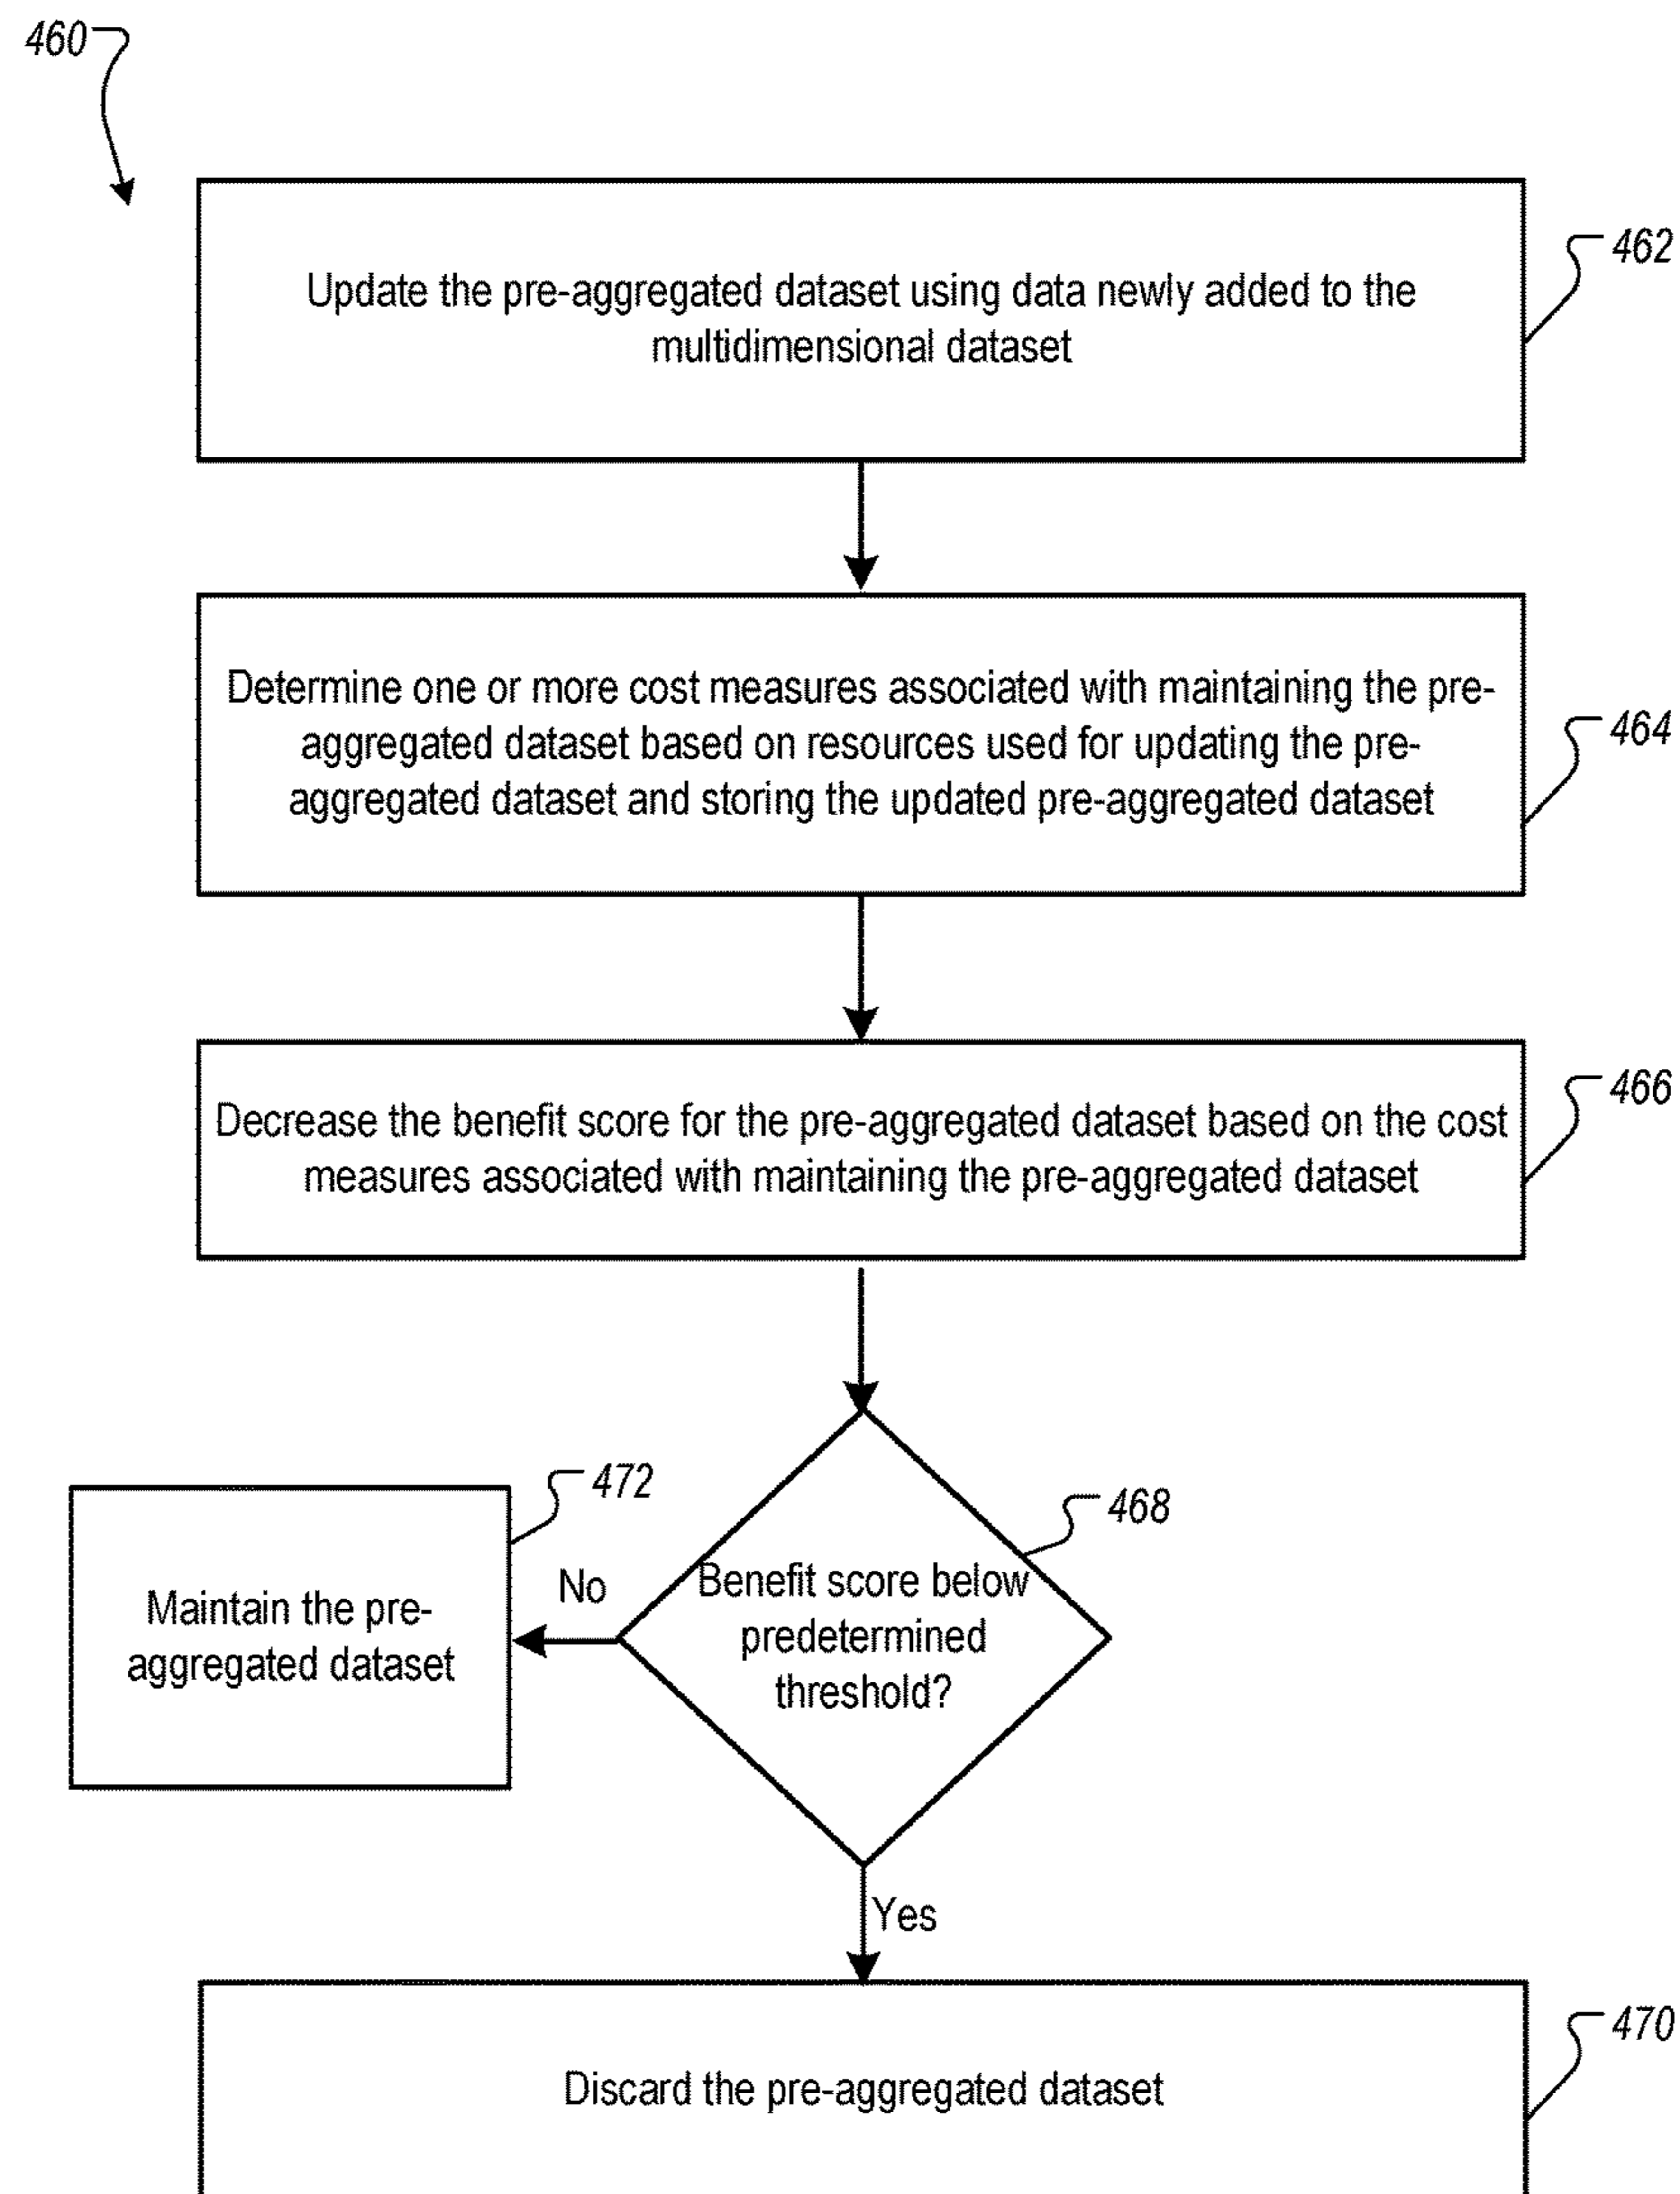 460
Update the pre-aggregated dataset using data newly added to the
multidimensional dataset
462
Determine one or more cost measures associated with maintaining the pre-
aggregated dataset based on resources used for updating the pre-
aggregated dataset and storing the updated pre-aggregated dataset
464
Decrease the benefit score for the pre-aggregated dataset based on the cost
measures associated with maintaining the pre-aggregated dataset
466
472
Maintain the pre-
aggregated dataset
No
468
Benefit score below
predetermined
threshold?
Yes
Discard the pre-aggregated dataset
470